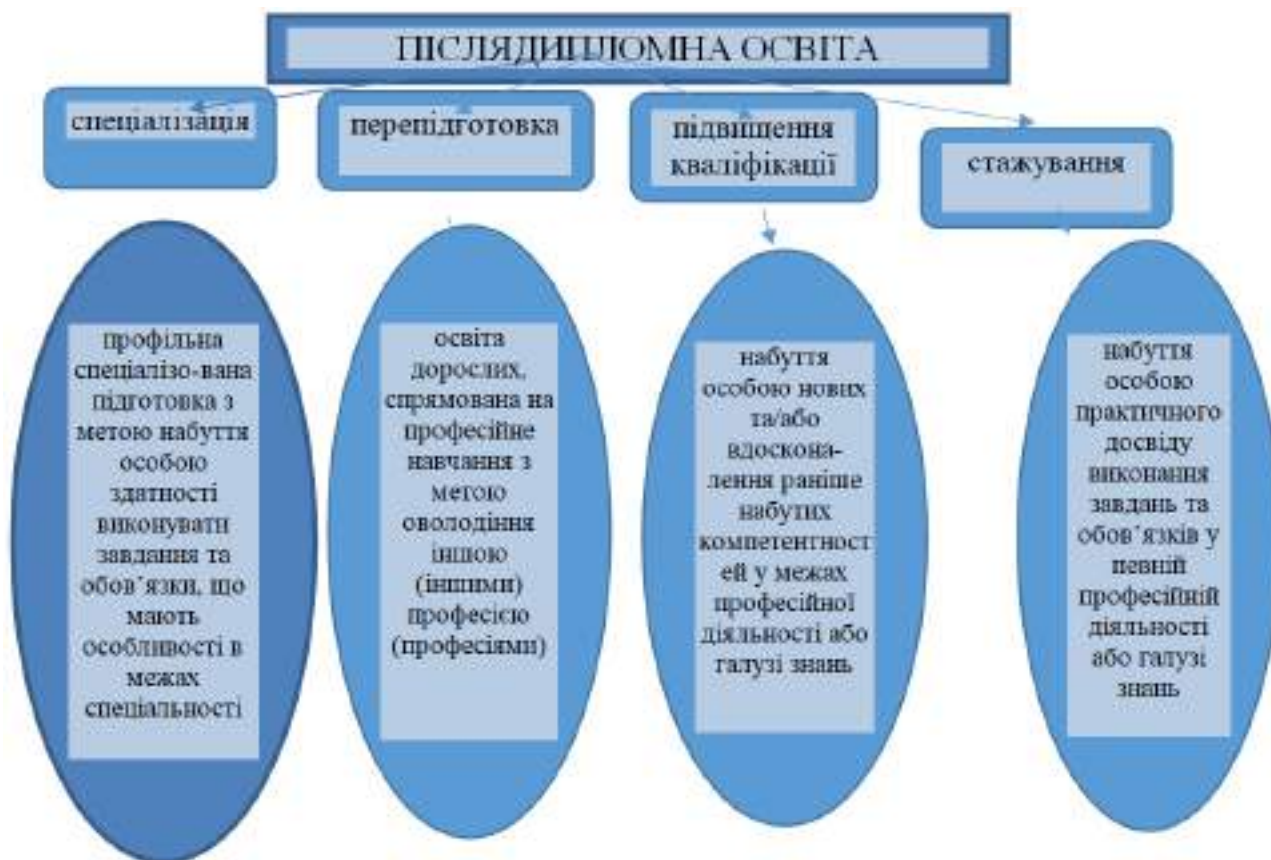 ПІСЛЯДИПЛОМНА ОСВІТА
спеціалізація
перепідготовка
підвищення
кваліфікації
стажування
профільна
спеціалізо-вана
підготовка з
метою набуття
особою
здатності
виконувати
завдання та
обов’язки, що
мають
особливості в
межах
спеціальності
освіта
дорослих,
спрямована на
професійне
навчання з
метою
оволодіння
іншою
(іншими)
професією
(професіями)
набуття
особою нових
та/або
вдоскона-
лення раніше
набутих
компетентност
ей у межах
професійної
діяльності або
галузі знань
набуття
особою
практичного
досвіду
виконання
завдань та
обов’язків у
певній
професійній
діяльності
або галузі
знань